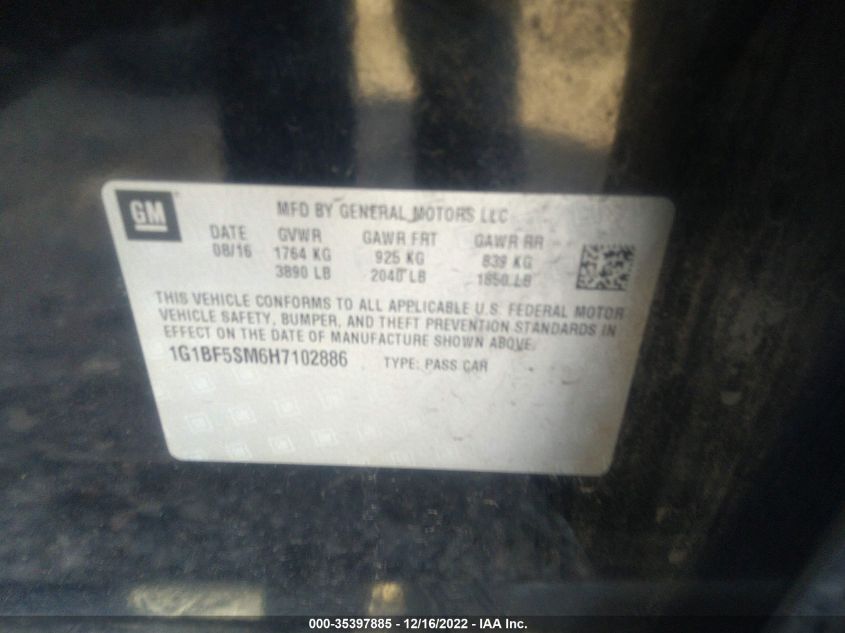 GM
MFD BY GENERAL MOTORS LLC
DATE GVWR GAWR FRT GAWR RR
08/16 1764 KG 925 KG 839 KG
3890 LB 2040 LB 1850 LB
THIS VEHICLE CONFORMS TO ALL APPLICABLE U.S. FEDERAL MOTOR
VEHICLE SAFETY, BUMPER, AND THEFT PREVENTION STANDARDS IN
EFFECT ON THE DATE OF MANUFACTURE SHOWN ABOVE.
1G1BF5SM6H7102886 TYPE: PASS CAR
000-35397885 - 12/16/2022 - IAA Inc.